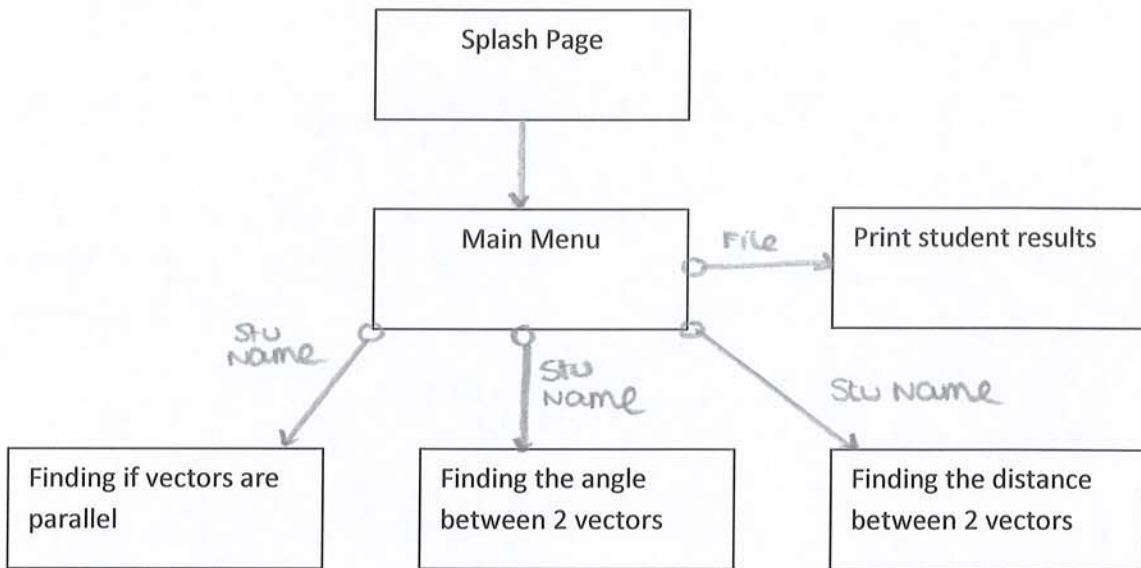 Splash Page
Main Menu
File
Print student results
Stu
Name
Stu
Name
Stu Name
Finding if vectors are
parallel
Finding the angle
between 2 vectors
Finding the distance
between 2 vectors